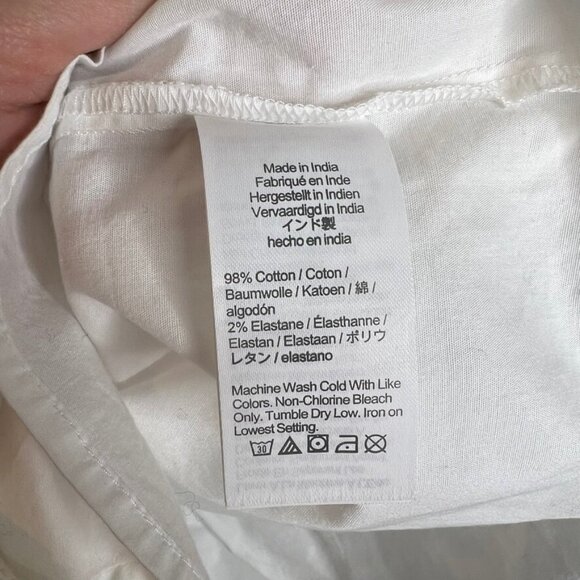 Made in India
Fabriqué en Inde
Hergestellt in Indien
Vervaardigd in India
インド製
hecho en india
98% Cotton / Coton /
Baumwolle / Katoen / 綿 /
algodón
2% Elastane / Élasthanne /
Elastan / Elastaan / ポリウ
レタン / elastano
Machine Wash Cold With Like
Colors. Non-Chlorine Bleach
Only. Tumble Dry Low. Iron on
Lowest Setting.
30